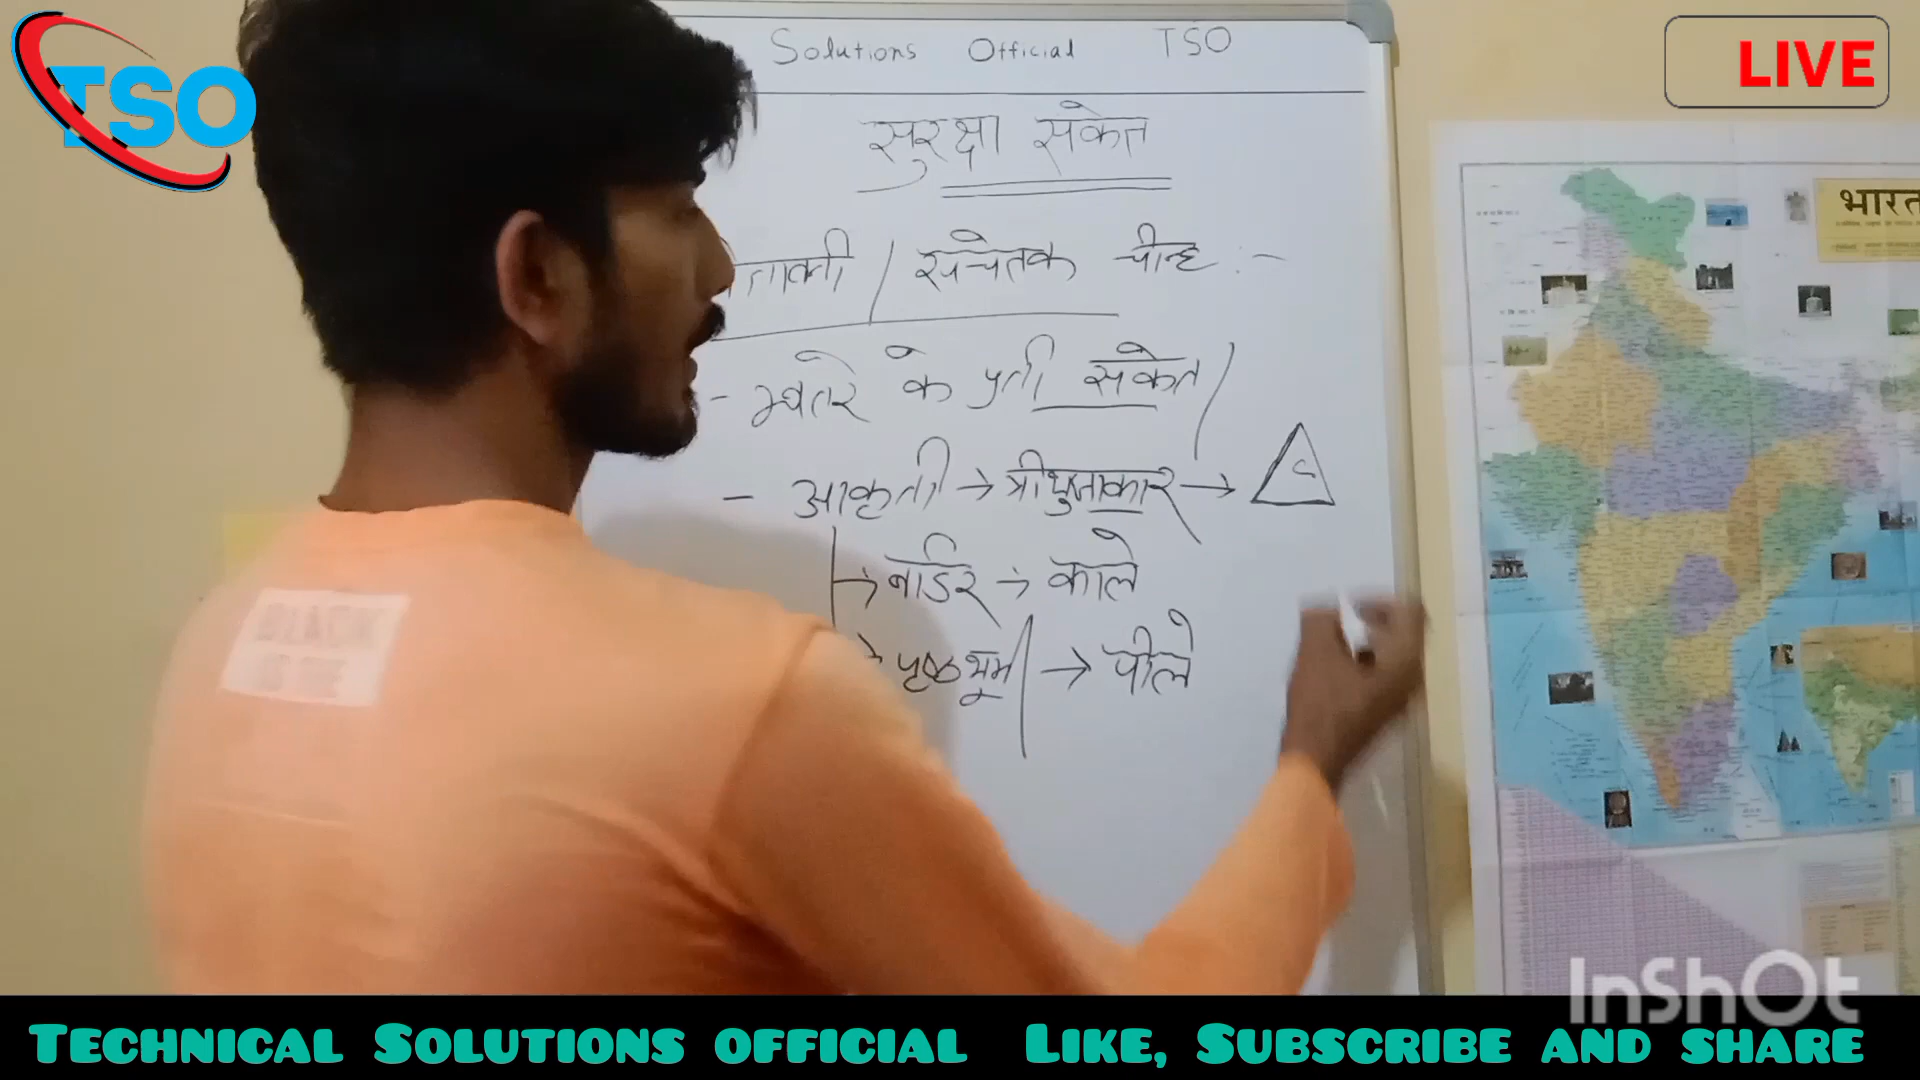 TSO
LIVE
Solutions Official TSO
सुरक्षा संकेत
सचेतक चीन्ह :-
- खतरे के प्रती संकेत
- आकृती → त्रीभुजाकार →
→ बार्डर → काले
पृष्ठभूमी → पीले
भारत
InShOt
Technical Solutions official Like, Subscribe and share